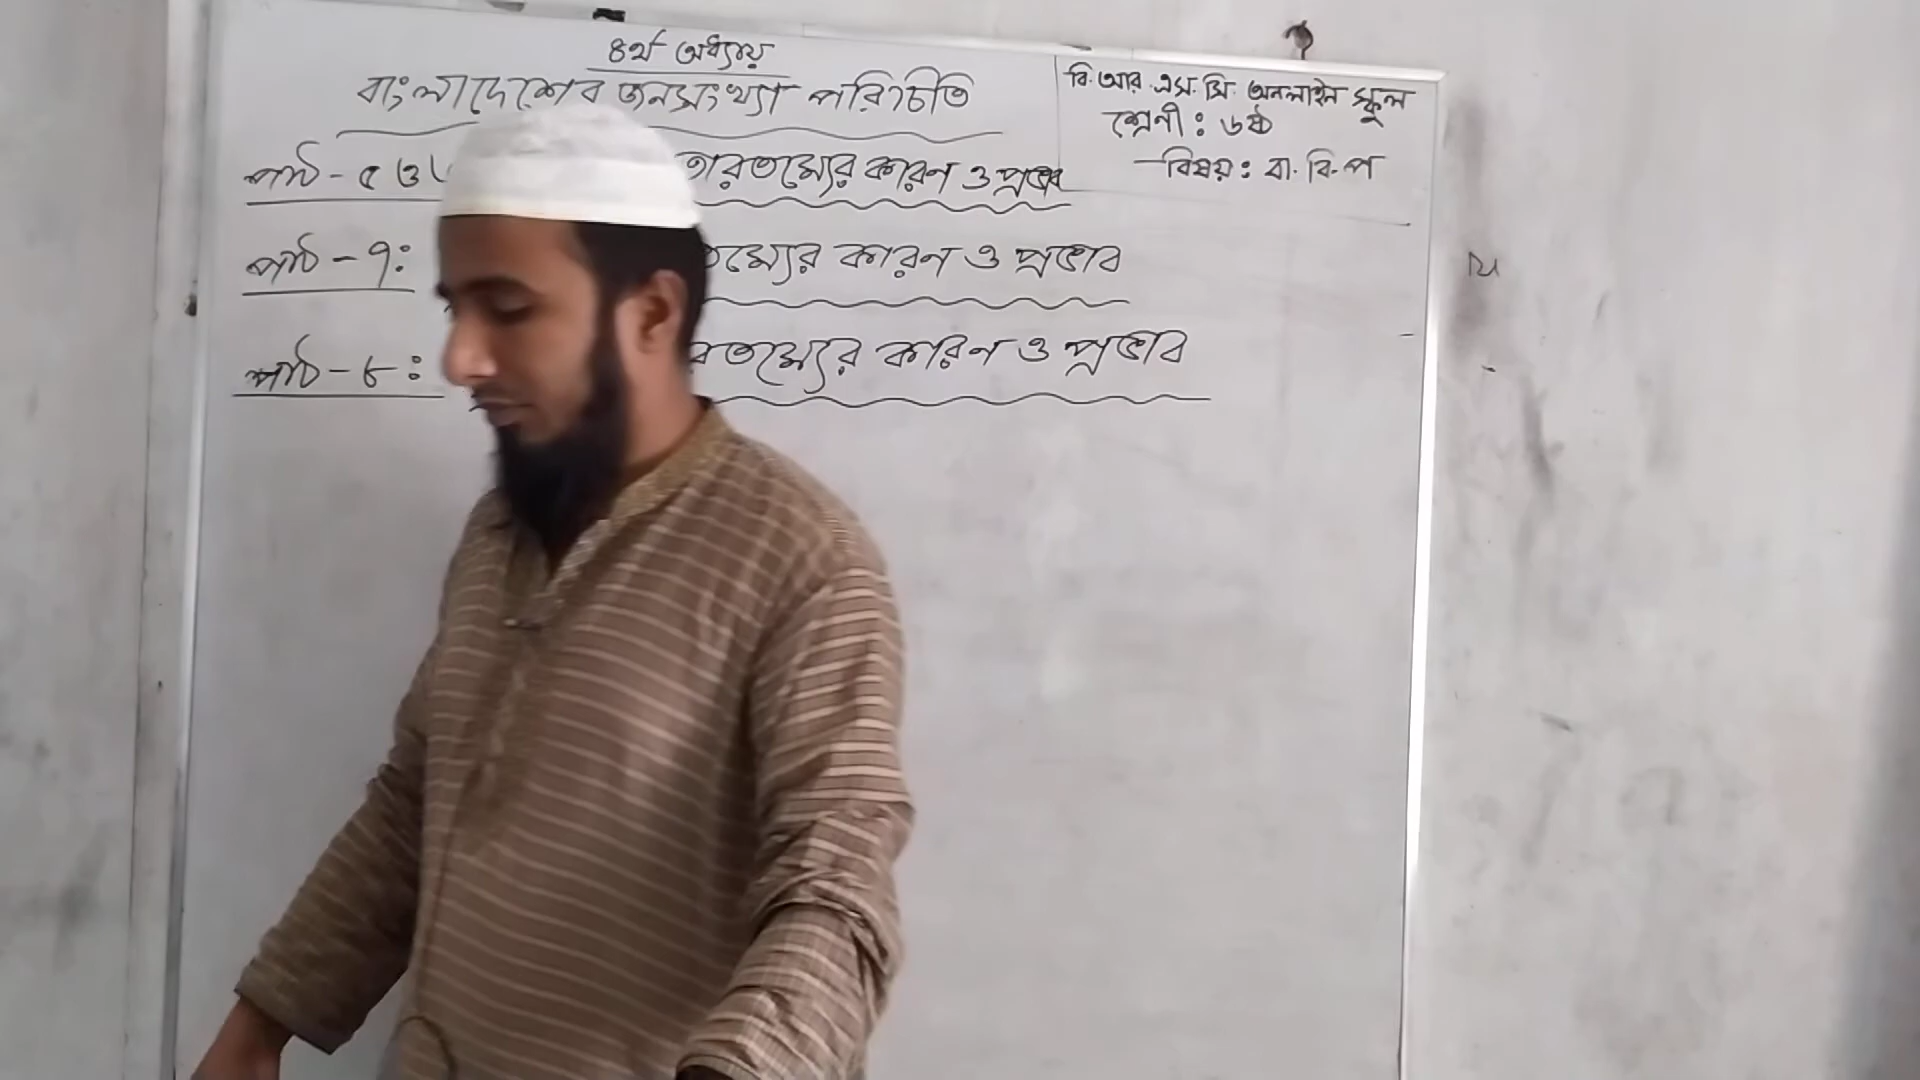 ৪র্থ অধ্যায়
বাংলাদেশের জনসংখ্যা পরিচিতি
বি. আর. এস. সি. অনলাইন স্কুল
শ্রেনী: ৬ষ্ঠ
বিষয়: বা. বি. প
পাঠ - ৫ ও তারতম্যের কারণ ও প্রভাব
পাঠ - ৭: তম্যের কারণ ও প্রভাব
পাঠ - ৮: রতম্যের কারণ ও প্রভাব